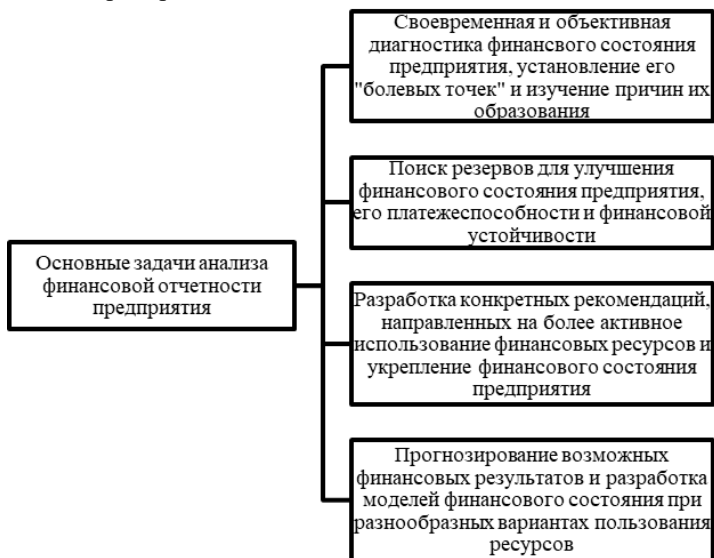 Своевременная и объективная
диагностика финансвого состояния
предприятия, установление его
"болевых точек" и изучение причин их
образования
Поиск резервов для улучшения
финансового состояния предприятия,
его платежеспособности и финансовой
устойчивости
Основные задачи анализа
финансовой отчетности
предприятия
Разработка конкретных рекомендаций,
направленных на более активное
использование финансовых ресурсов и
укрепление финансового состояния
предприятия
Прогнозирование возможных
финансовых результатов и разработка
моделей финансового состояния при
разнообразных вариантах пользования
ресурсов